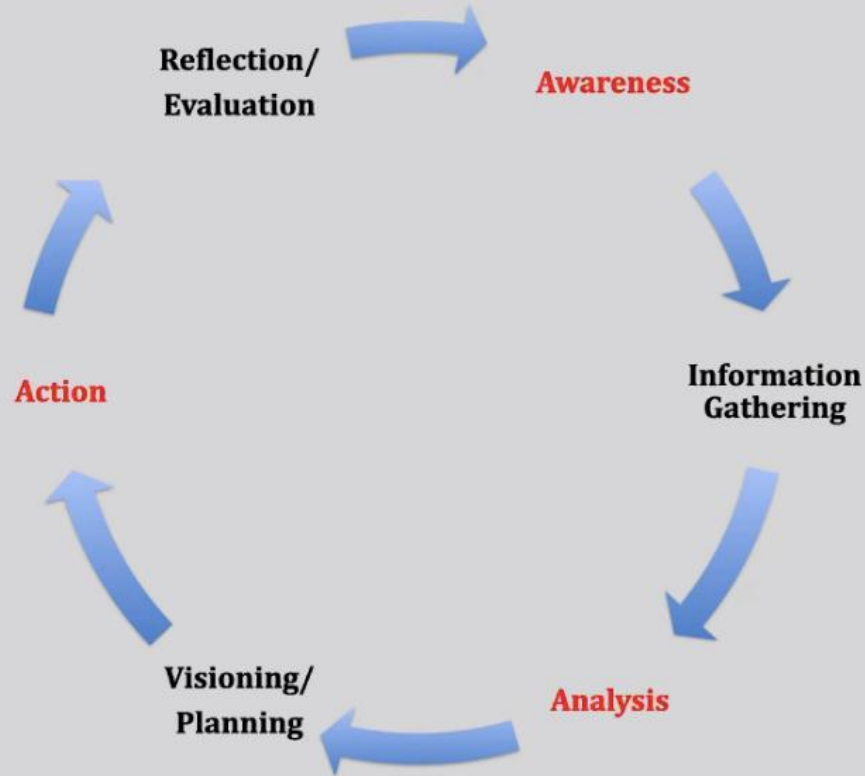 Reflection/
Evaluation
Awareness
Information
Gathering
Analysis
Visioning/
Planning
Action